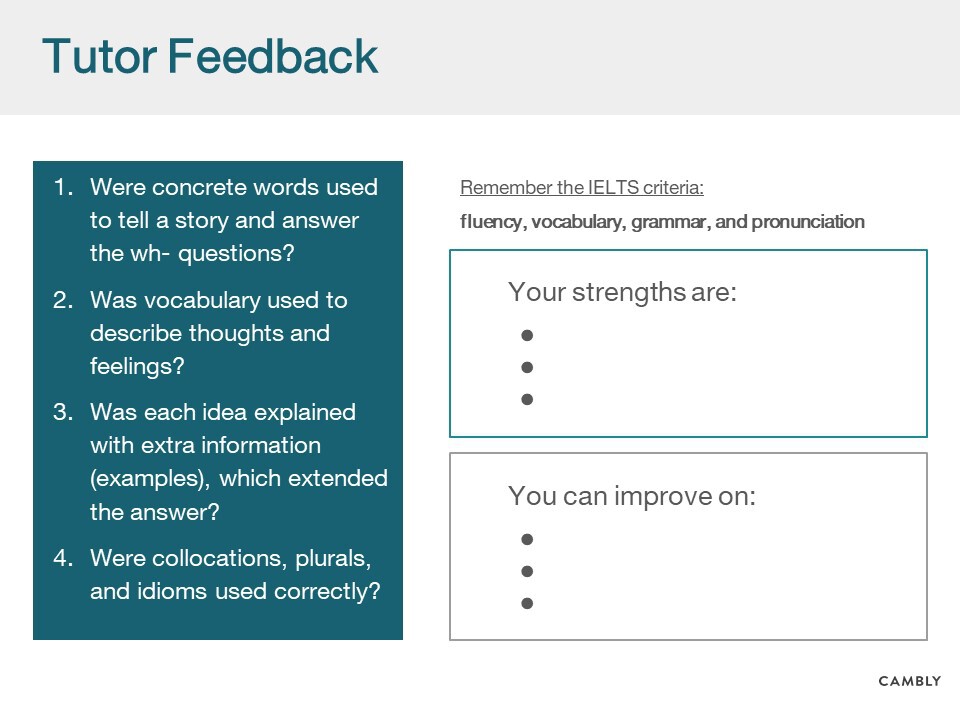 Tutor Feedback
1. Were concrete words used
to tell a story and answer
the wh- questions?
2. Was vocabulary used to
describe thoughts and
feelings?
3. Was each idea explained
with extra information
(examples), which extended
the answer?
4. Were collocations, plurals,
and idioms used correctly?
Remember the IELTS criteria:
fluency, vocabulary, grammar, and pronunciation
Your strengths are:
●
●
●
You can improve on:
●
●
●
CAMBLY